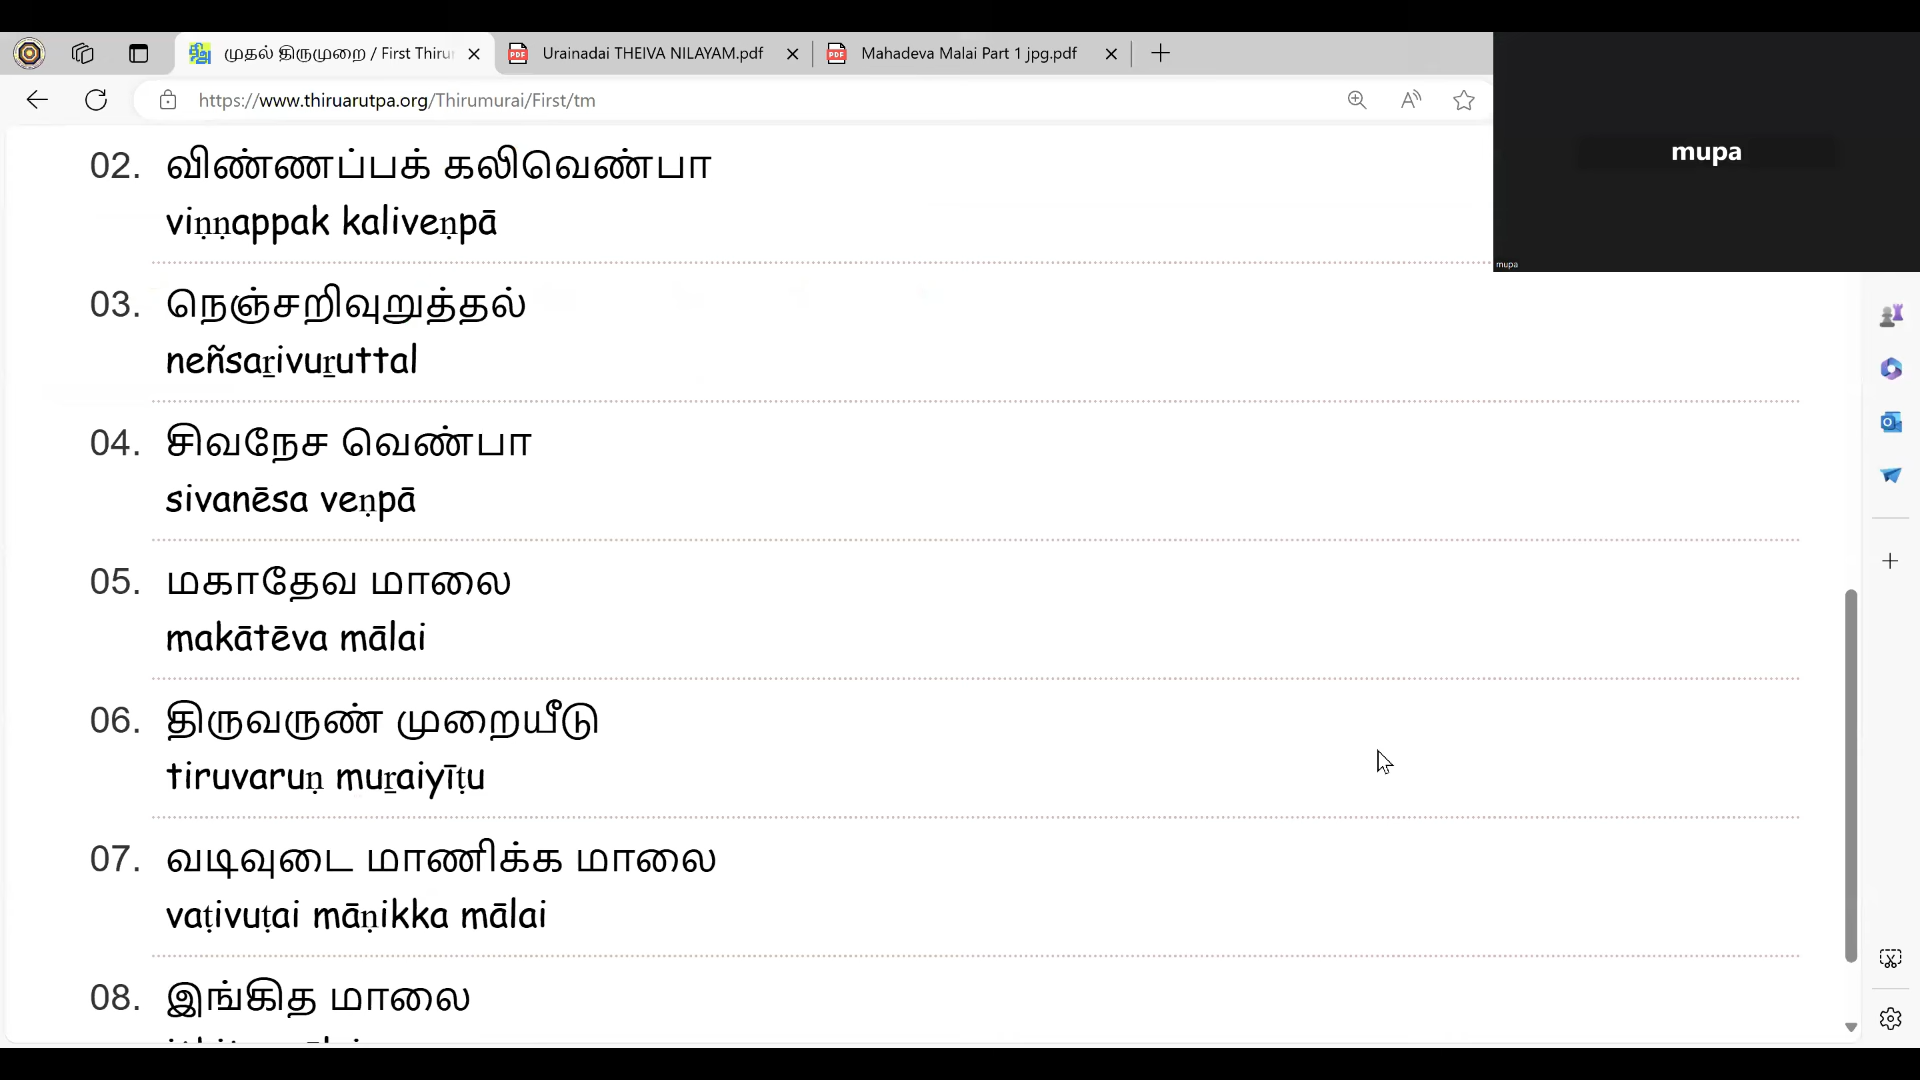 முதல் திருமுறை / First Thirur
Urainadai THEIVA NILAYAM.pdf
Mahadeva Malai Part 1 jpg.pdf
https://www.thiruarutpa.org/Thirumurai/First/tm
mupa
mupa
02. விண்ணப்பக் கலிவெண்பா
viṇṇappak kaliveṇpā
03. நெஞ்சறிவுறுத்தல்
neñsaṟivuṟuttal
04. சிவநேச வெண்பா
sivanēsa veṇpā
05. மகாதேவ மாலை
makātēva mālai
06. திருவருண் முறையீடு
tiruvaruṇ muṟaiyīṭu
07. வடிவுடை மாணிக்க மாலை
vaṭivuṭai māṇikka mālai
08. இங்கித மாலை